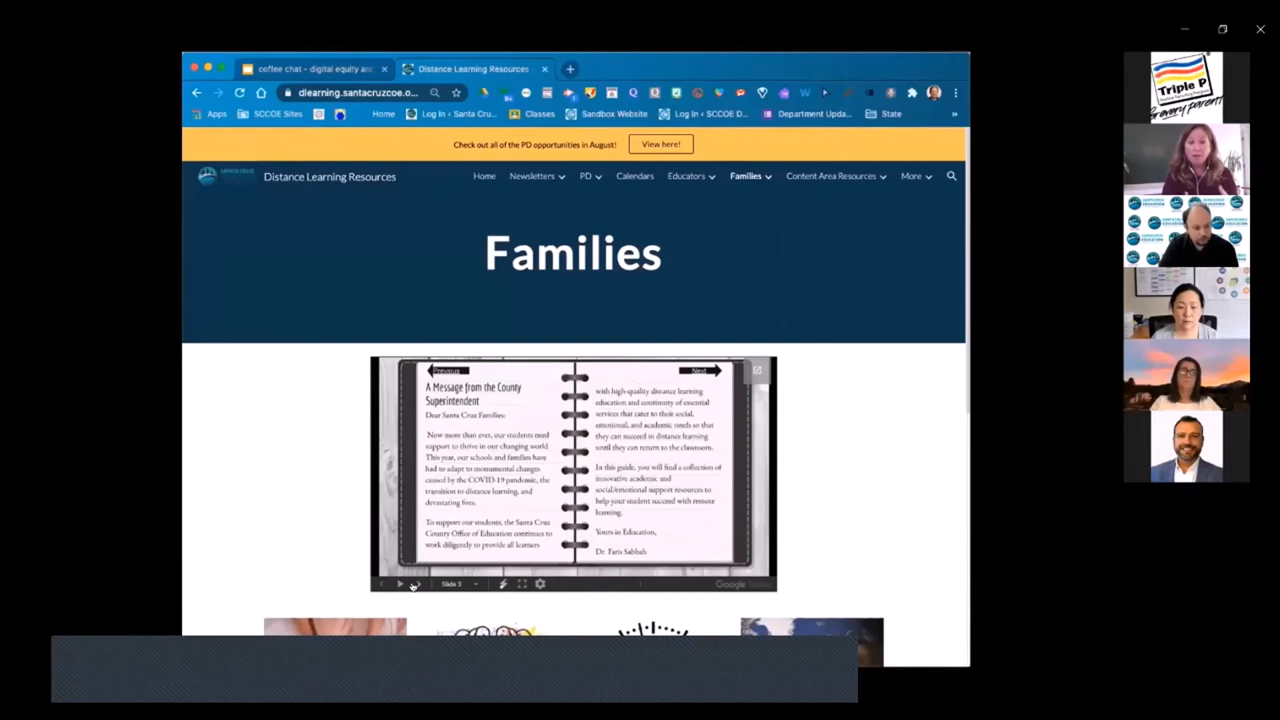 coffee chat - digital equity an
Distance Learning Resources
dlearning.santacruzcoe.o...
Apps
SCCOE Sites
Home
Log In ‹ Santa Cru...
Classes
Sandbox Website
Log In ‹ SCCOE D...
Department Upda...
State
Check out all of the PD opportunities in August!
View here!
Distance Learning Resources
Home
Newsletters
PD
Calendars
Educators
Families
Content Area Resources
More
Families
Previous
Next
A Message from the County
Superintendent
Dear Santa Cruz Families:
Now more than ever, our students need
support to thrive in our changing world.
This year, our schools and families have
had to adapt to monumental changes
caused by the COVID-19 pandemic, the
transition to distance learning, and
devastating fires.
To support our students, the Santa Cruz
County Office of Education continues to
work diligently to provide all learners
with high-quality distance learning
education and continuity of essential
services that cater to their social,
emotional, and academic needs so that
they can succeed in distance learning
until they can return to the classroom.
In this guide, you will find a collection of
innovative academic and
social/emotional support resources to
help your student succeed with remote
learning.
Yours in Education,
Dr. Faris Sabbah
Slide 3
Google
Triple P